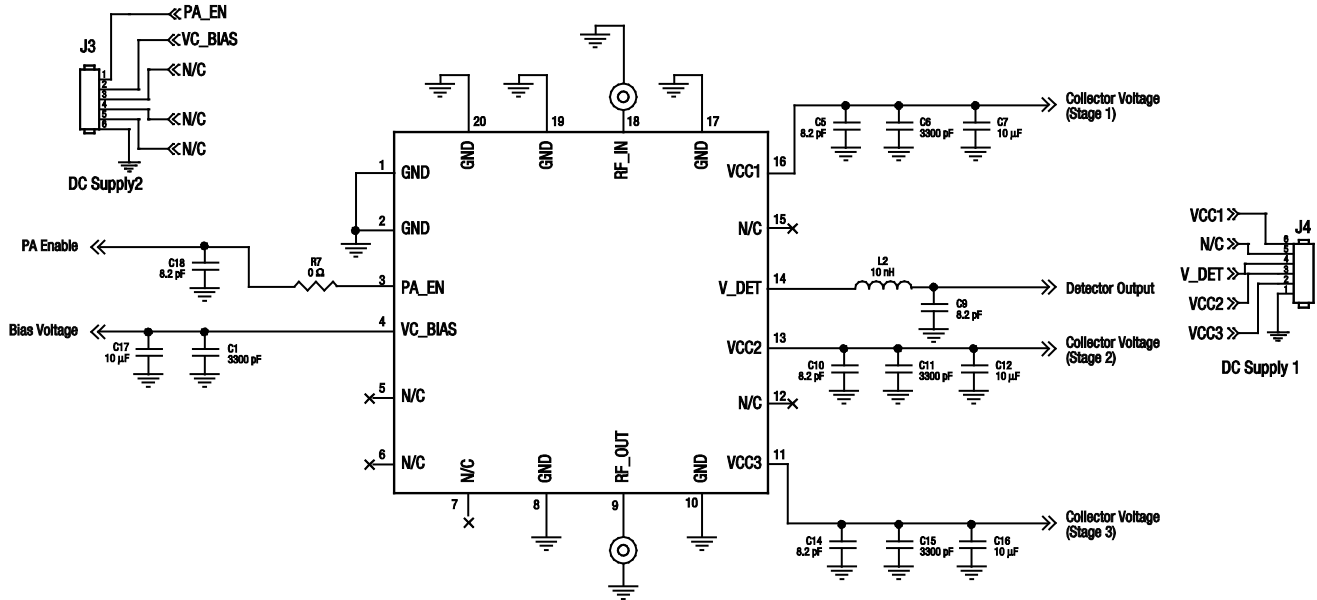 J3
PA_EN
VC_BIAS
N/C
N/C
N/C
1
2
3
4
5
6
DC Supply2
20
19
18
17
GND
GND
RF_IN
GND
1
GND
2
GND
PA Enable
C18
8.2 pF
R7
0 Ω
3
PA_EN
Bias Voltage
C17
10 µF
C1
3300 pF
4
VC_BIAS
5
N/C
6
N/C
N/C
GND
RF_OUT
GND
7
8
9
10
VCC1
16
C5
8.2 pF
C6
3300 pF
C7
10 µF
Collector Voltage
(Stage 1)
N/C
15
V_DET
14
L2
10 nH
C9
8.2 pF
Detector Output
VCC2
13
C10
8.2 pF
C11
3300 pF
C12
10 µF
Collector Voltage
(Stage 2)
N/C
12
VCC3
11
C14
8.2 pF
C15
3300 pF
C16
10 µF
Collector Voltage
(Stage 3)
VCC1
N/C
V_DET
VCC2
VCC3
J4
6
5
4
3
2
1
DC Supply 1